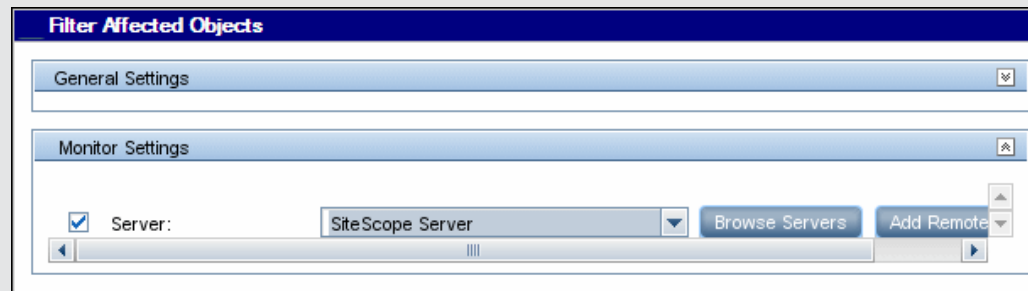 Filter Affected Objects
General Settings
Monitor Settings
Server: SiteScope Server Browse Servers Add Remote